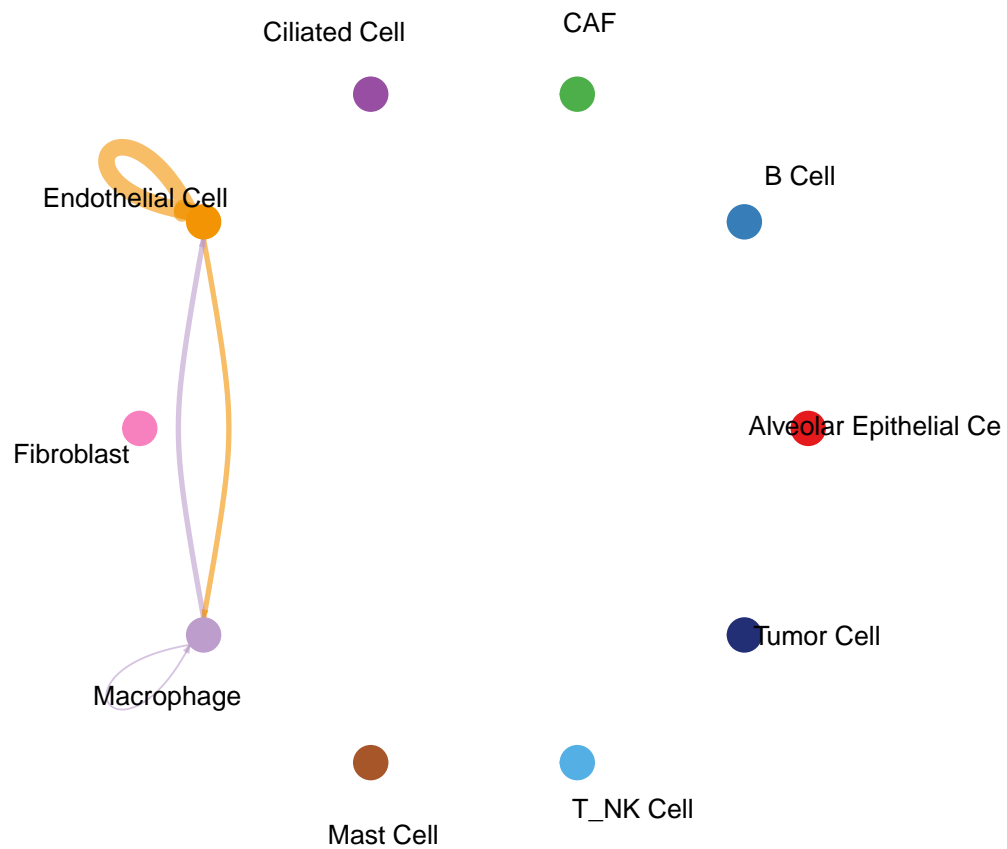 CAF
Ciliated Cell
B Cell
Endothelial Cell
Alveolar Epithelial Ce
Fibroblast
Tumor Cell
Macrophage
T_NK Cell
Mast Cell